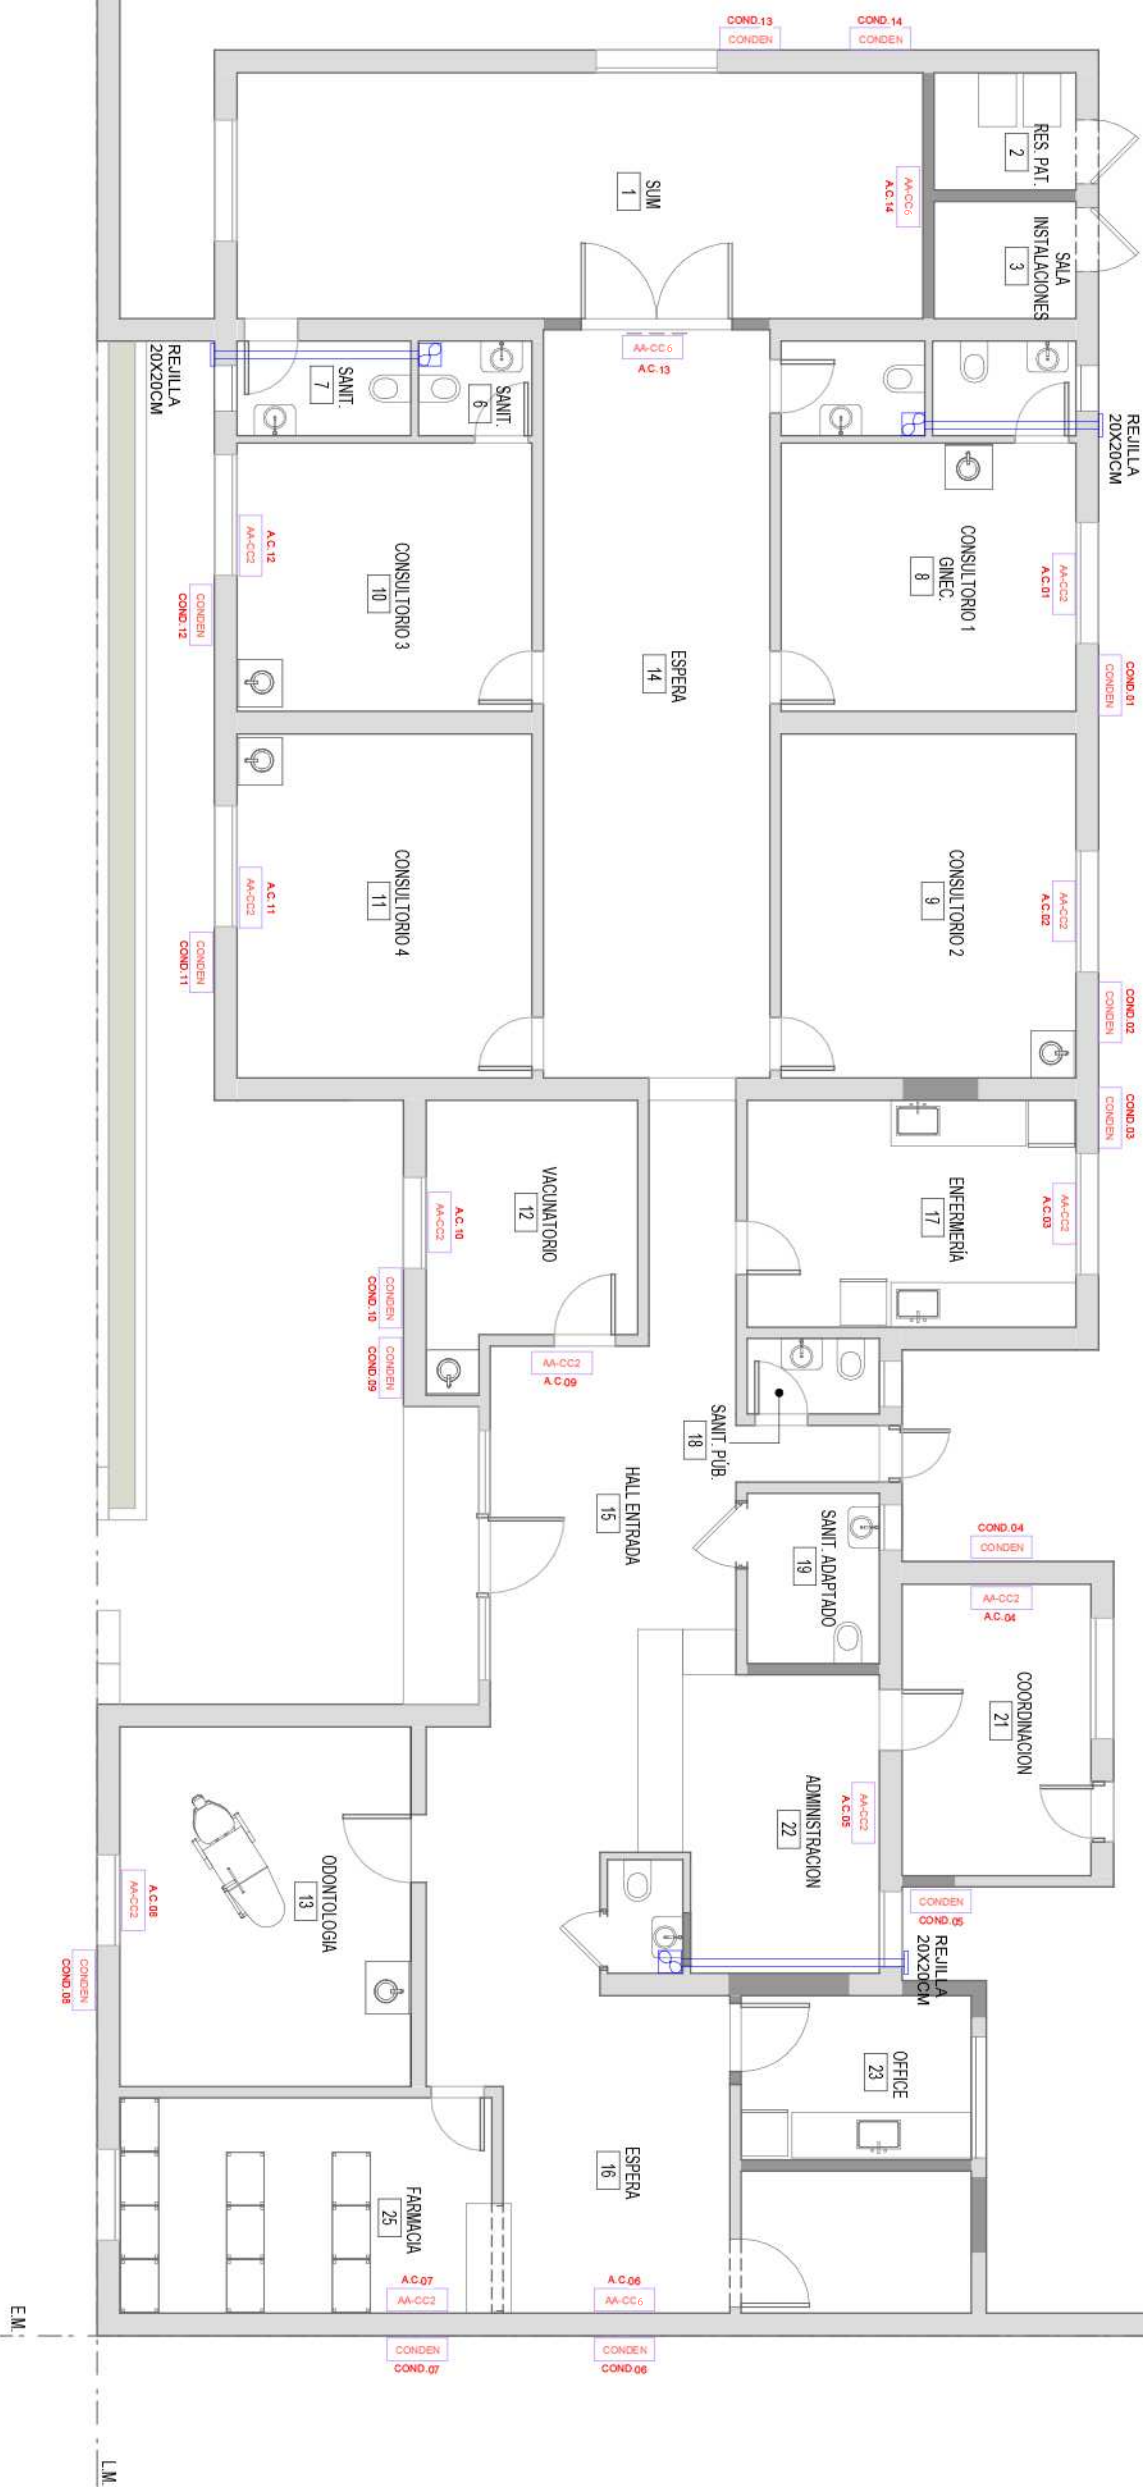 COND.13
CONDEN
COND.14
CONDEN
RES. PAT.
2
SALA
INSTALACIONES
3
SUM
1
AA-CC6
A.C.14
REJILLA
20X20CM
SANIT.
7
SANIT.
6
AA-CC6
A.C.13
REJILLA
20X20CM
CONSULTORIO 3
10
A.C.12
AA-CC2
CONDEN
COND.12
ESPERA
14
CONSULTORIO 1
GINEC.
8
AA-CC2
A.C.01
COND.01
CONDEN
CONSULTORIO 4
11
A.C.11
AA-CC2
CONDEN
COND.11
CONSULTORIO 2
9
AA-CC2
A.C.02
COND.02
CONDEN
COND.03
CONDEN
VACUNATORIO
12
A.C.10
AA-CC2
CONDEN
COND.10
CONDEN
COND.09
AA-CC2
A.C.09
ENFERMERÍA
17
AA-CC2
A.C.03
SANIT. PÚB.
18
HALL ENTRADA
15
SANIT. ADAPTADO
19
COND.04
CONDEN
AA-CC2
A.C.04
COORDINACION
21
ADMINISTRACION
22
AA-CC2
A.C.05
CONDEN
COND.05
REJILLA
20X20CM
ODONTOLOGIA
13
A.C.08
AA-CC2
CONDEN
COND.08
OFFICE
23
ESPERA
16
FARMACIA
25
A.C.07
AA-CC2
CONDEN
COND.07
A.C.06
AA-CC6
CONDEN
COND.06
E.M.
L.M.